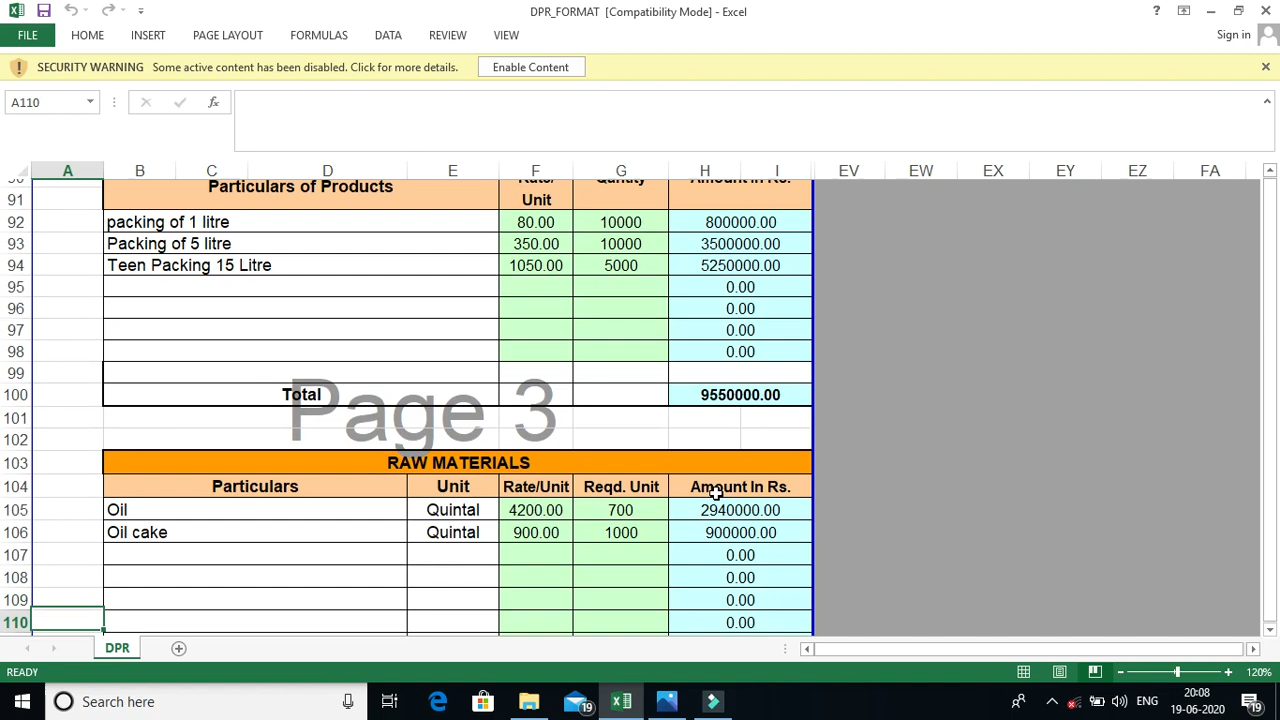 DPR_FORMAT [Compatibility Mode] - Excel
FILE HOME INSERT PAGE LAYOUT FORMULAS DATA REVIEW VIEW Sign in
SECURITY WARNING Some active content has been disabled. Click for more details. Enable Content
A110
A B C D E F G H I EV EW EX EY EZ FA
Particulars of Products
91 Unit
92 packing of 1 litre 80.00 10000 800000.00
93 Packing of 5 litre 350.00 10000 3500000.00
94 Teen Packing 15 Litre 1050.00 5000 5250000.00
95 0.00
96 0.00
97 0.00
98 0.00
99
100 Total 9550000.00
Page 3
101
102
103 RAW MATERIALS
104 Particulars Unit Rate/Unit Reqd. Unit Amount In Rs.
105 Oil Quintal 4200.00 700 2940000.00
106 Oil cake Quintal 900.00 1000 900000.00
107 0.00
108 0.00
109 0.00
110 0.00
DPR
READY 120%
Search here 19 ENG 20:08
19-06-2020 19